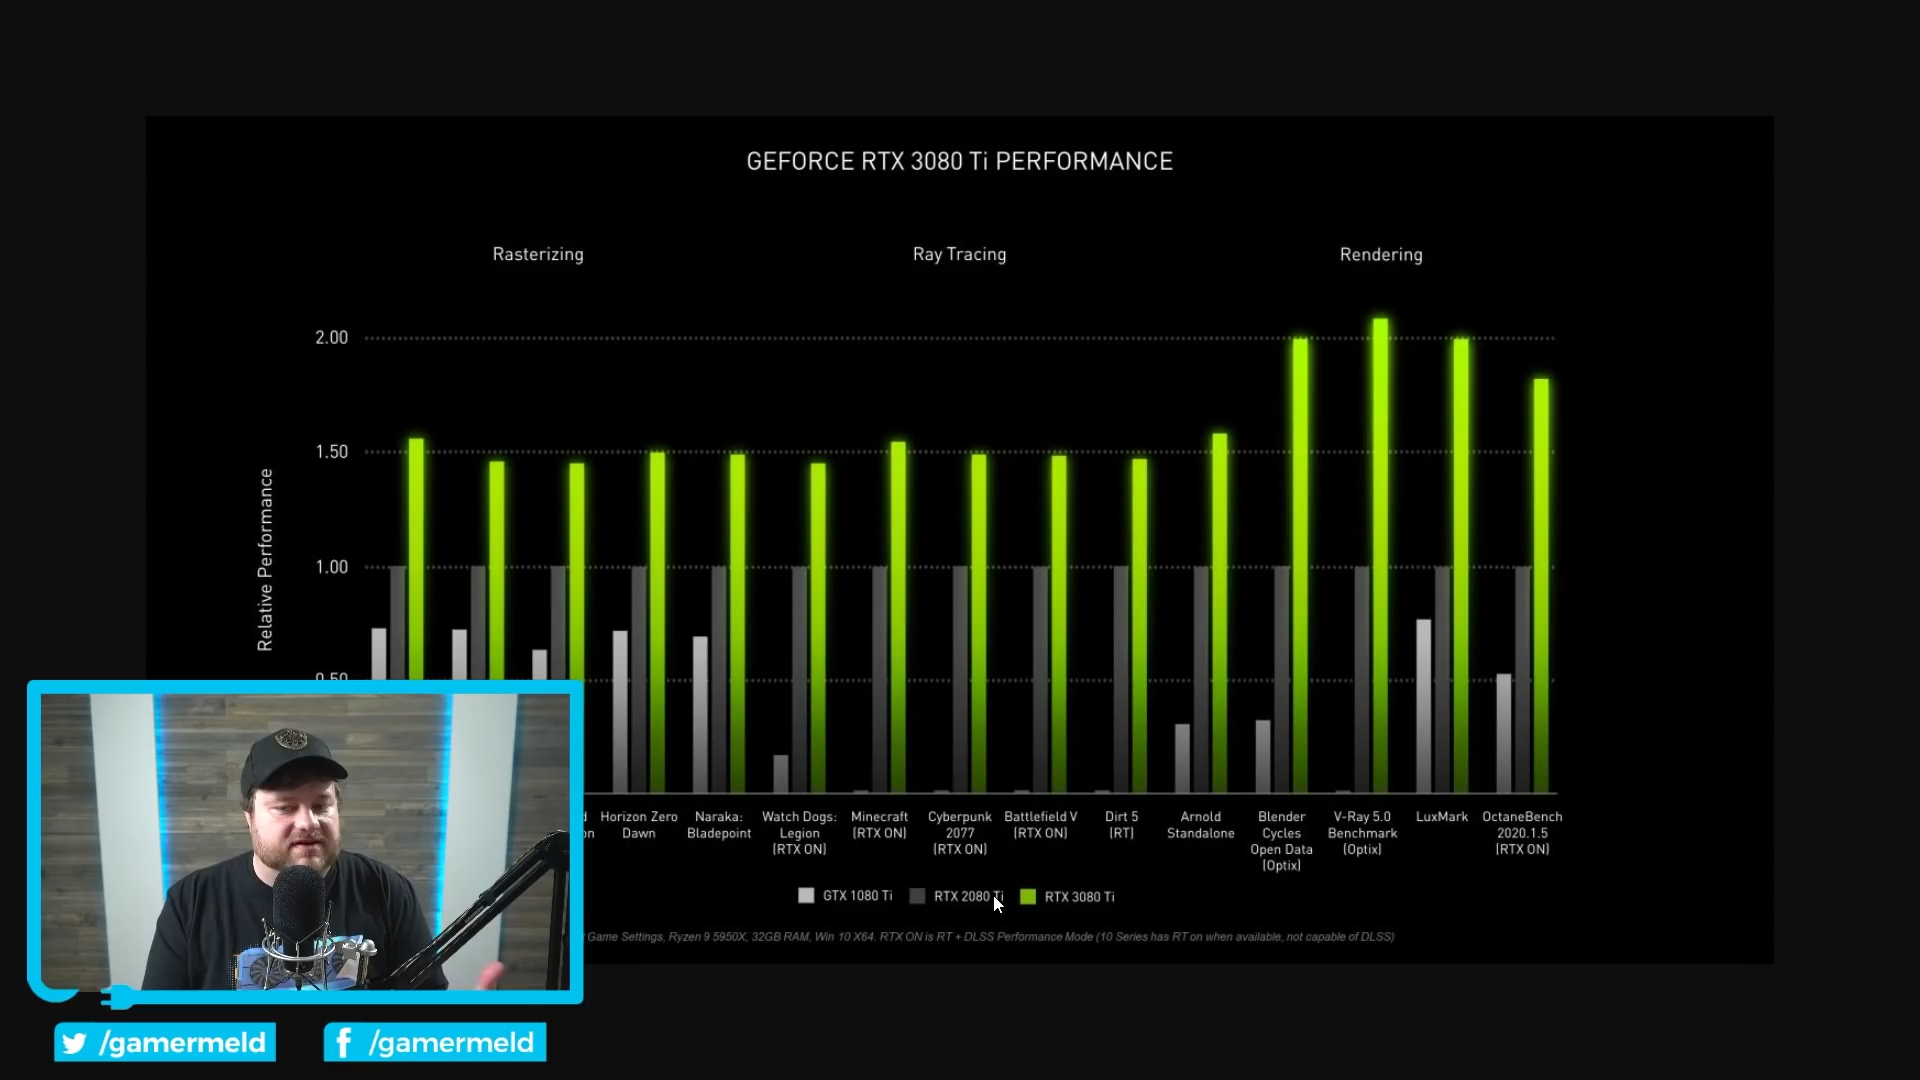 GEFORCE RTX 3080 Ti PERFORMANCE
Rasterizing
Ray Tracing
Rendering
2.00
1.50
1.00
0.50
Relative Performance
Horizon Zero
Dawn
Naraka:
Bladepoint
Watch Dogs:
Legion
(RTX ON)
Minecraft
(RTX ON)
Cyberpunk
2077
(RTX ON)
Battlefield V
(RTX ON)
Dirt 5
(RT)
Arnold
Standalone
Blender
Cycles
Open Data
(Optix)
V-Ray 5.0
Benchmark
(Optix)
LuxMark
OctaneBench
2020.1.5
(RTX ON)
GTX 1080 Ti
RTX 2080 Ti
RTX 3080 Ti
Game Settings, Ryzen 9 5950X, 32GB RAM, Win 10 X64. RTX ON is RT + DLSS Performance Mode (10 Series has RT on when available, not capable of DLSS)
/gamermeld
/gamermeld